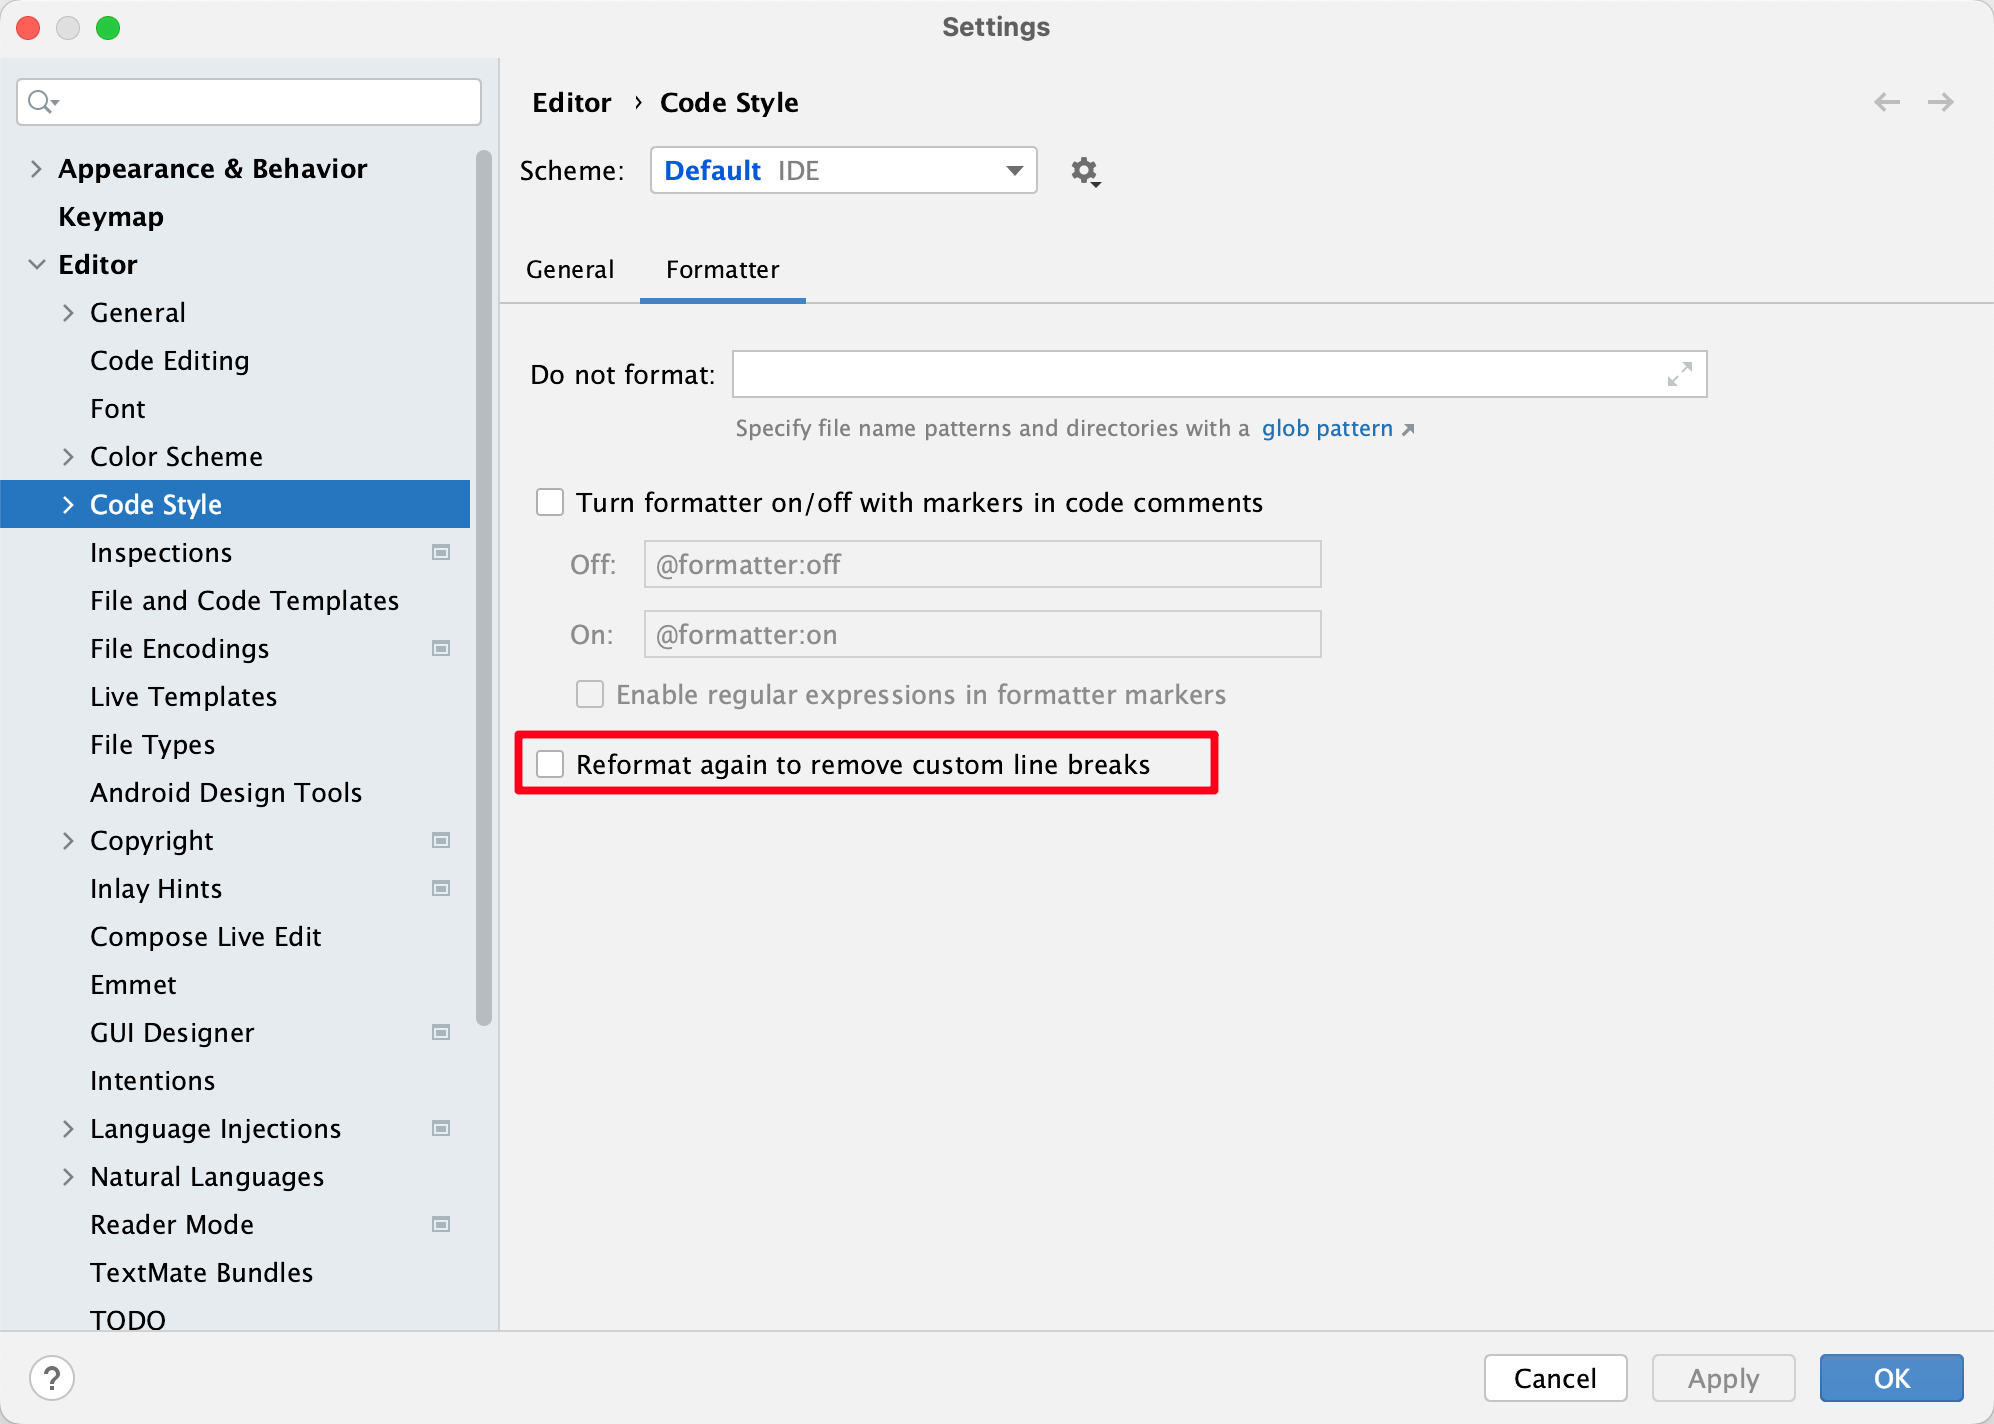 Settings
Appearance & Behavior
Keymap
Editor
General
Code Editing
Font
Color Scheme
Code Style
Inspections
File and Code Templates
File Encodings
Live Templates
File Types
Android Design Tools
Copyright
Inlay Hints
Compose Live Edit
Emmet
GUI Designer
Intentions
Language Injections
Natural Languages
Reader Mode
TextMate Bundles
TODO
Editor › Code Style
Scheme: Default IDE
General Formatter
Do not format:
Specify file name patterns and directories with a glob pattern ↗
Turn formatter on/off with markers in code comments
Off: @formatter:off
On: @formatter:on
Enable regular expressions in formatter markers
Reformat again to remove custom line breaks
? Cancel Apply OK